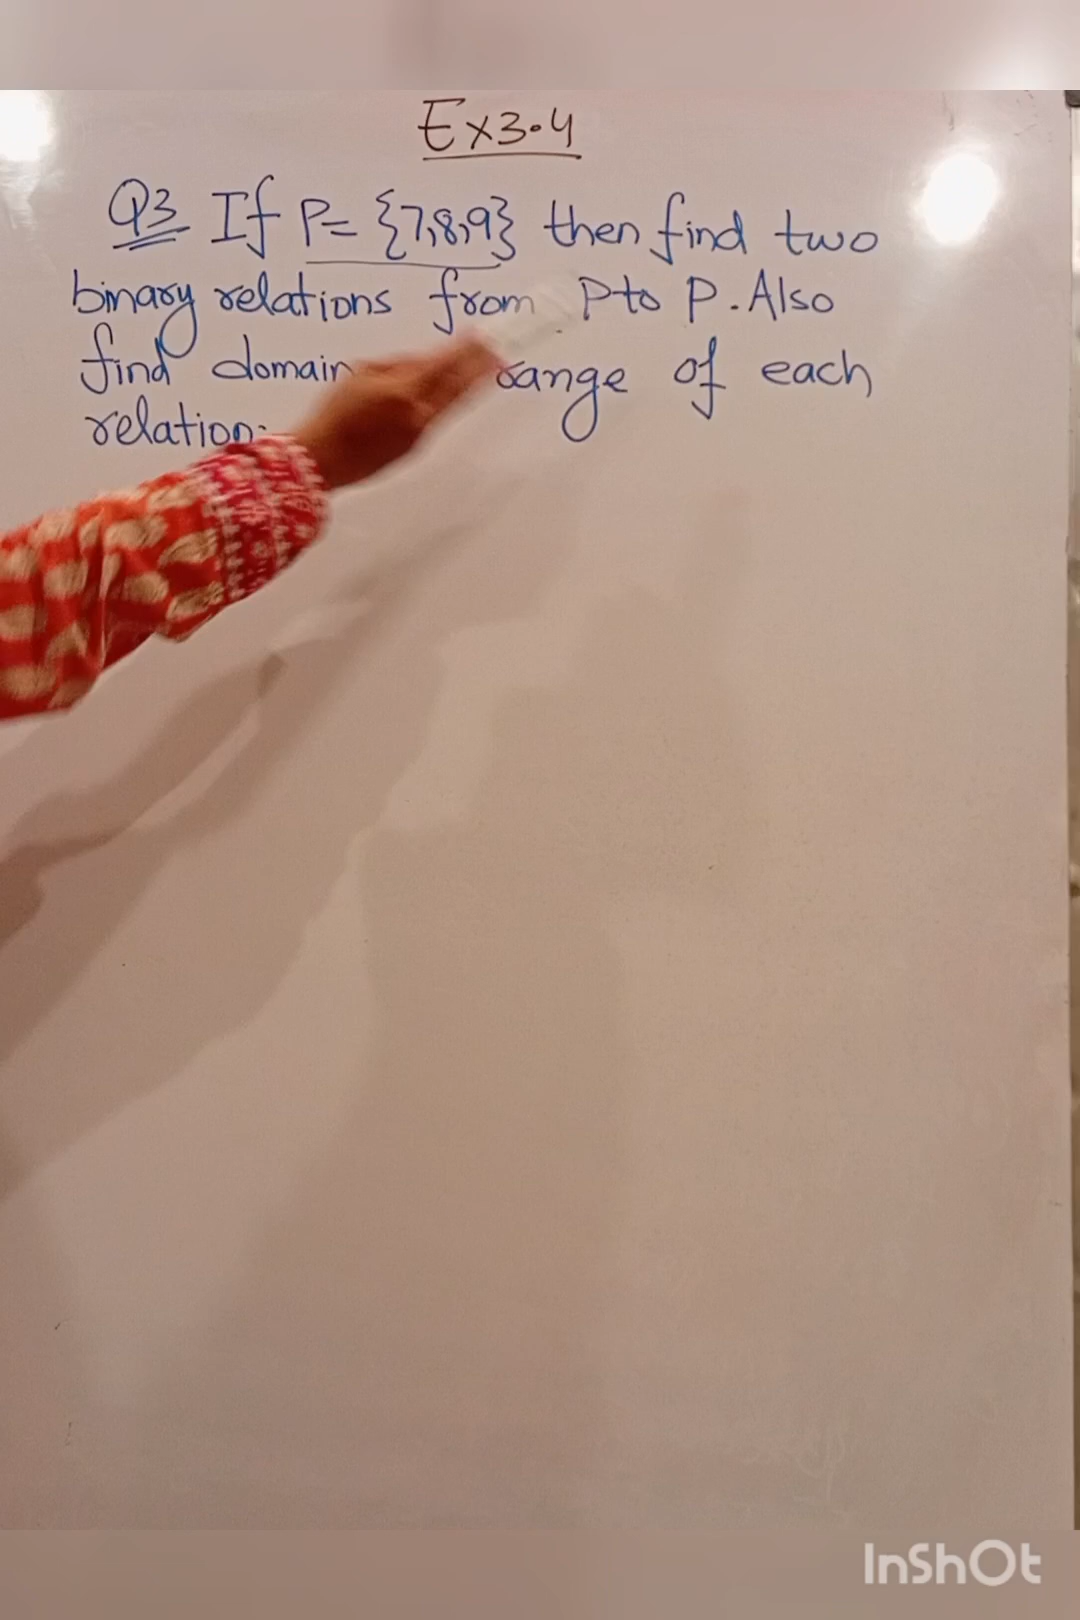 Ex3.4
Q3 If P= {7,8,9} then find two
binary relations from P to P. Also
find domain range of each
relation.
InShOt